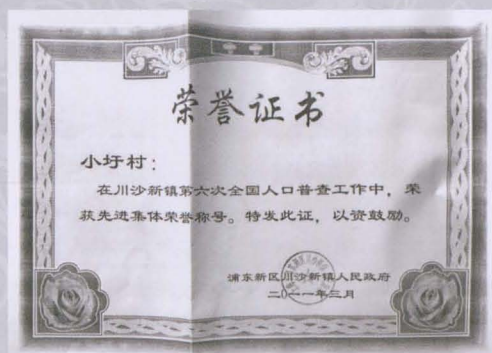 荣誉证书
小圩村：
在川沙新镇第六次全国人口普查工作中，荣
获先进集体荣誉称号。特发此证，以资鼓励。
浦东新区川沙新镇人民政府
二〇一一年三月